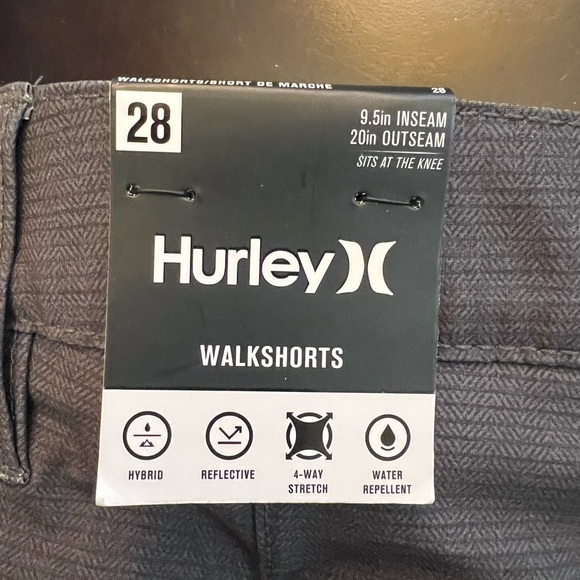 WALKSHORTS/SHORT DE MARCHE 28
28
9.5in INSEAM
20in OUTSEAM
SITS AT THE KNEE
Hurley
WALKSHORTS
HYBRID
REFLECTIVE
4-WAY
STRETCH
WATER
REPELLENT